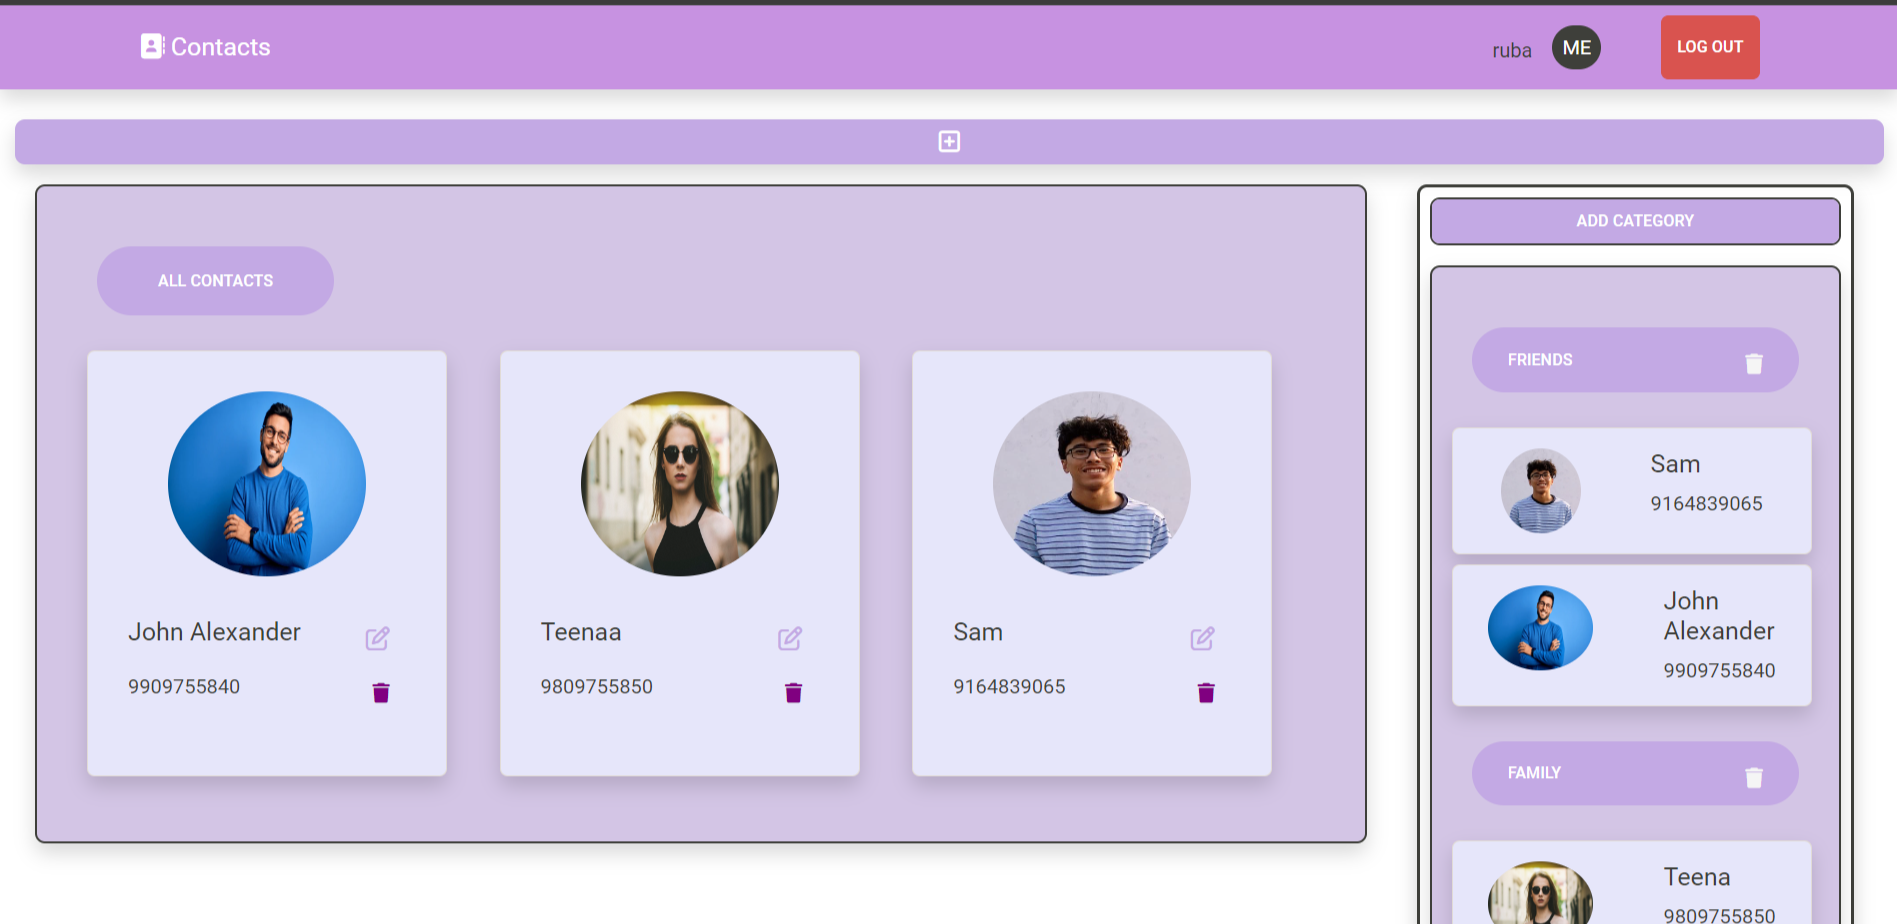 Contacts
ruba
ME
LOG OUT
ALL CONTACTS
John Alexander
9909755840
Teenaa
9809755850
Sam
9164839065
ADD CATEGORY
FRIENDS
Sam
9164839065
John
Alexander
9909755840
FAMILY
Teena
9809755850